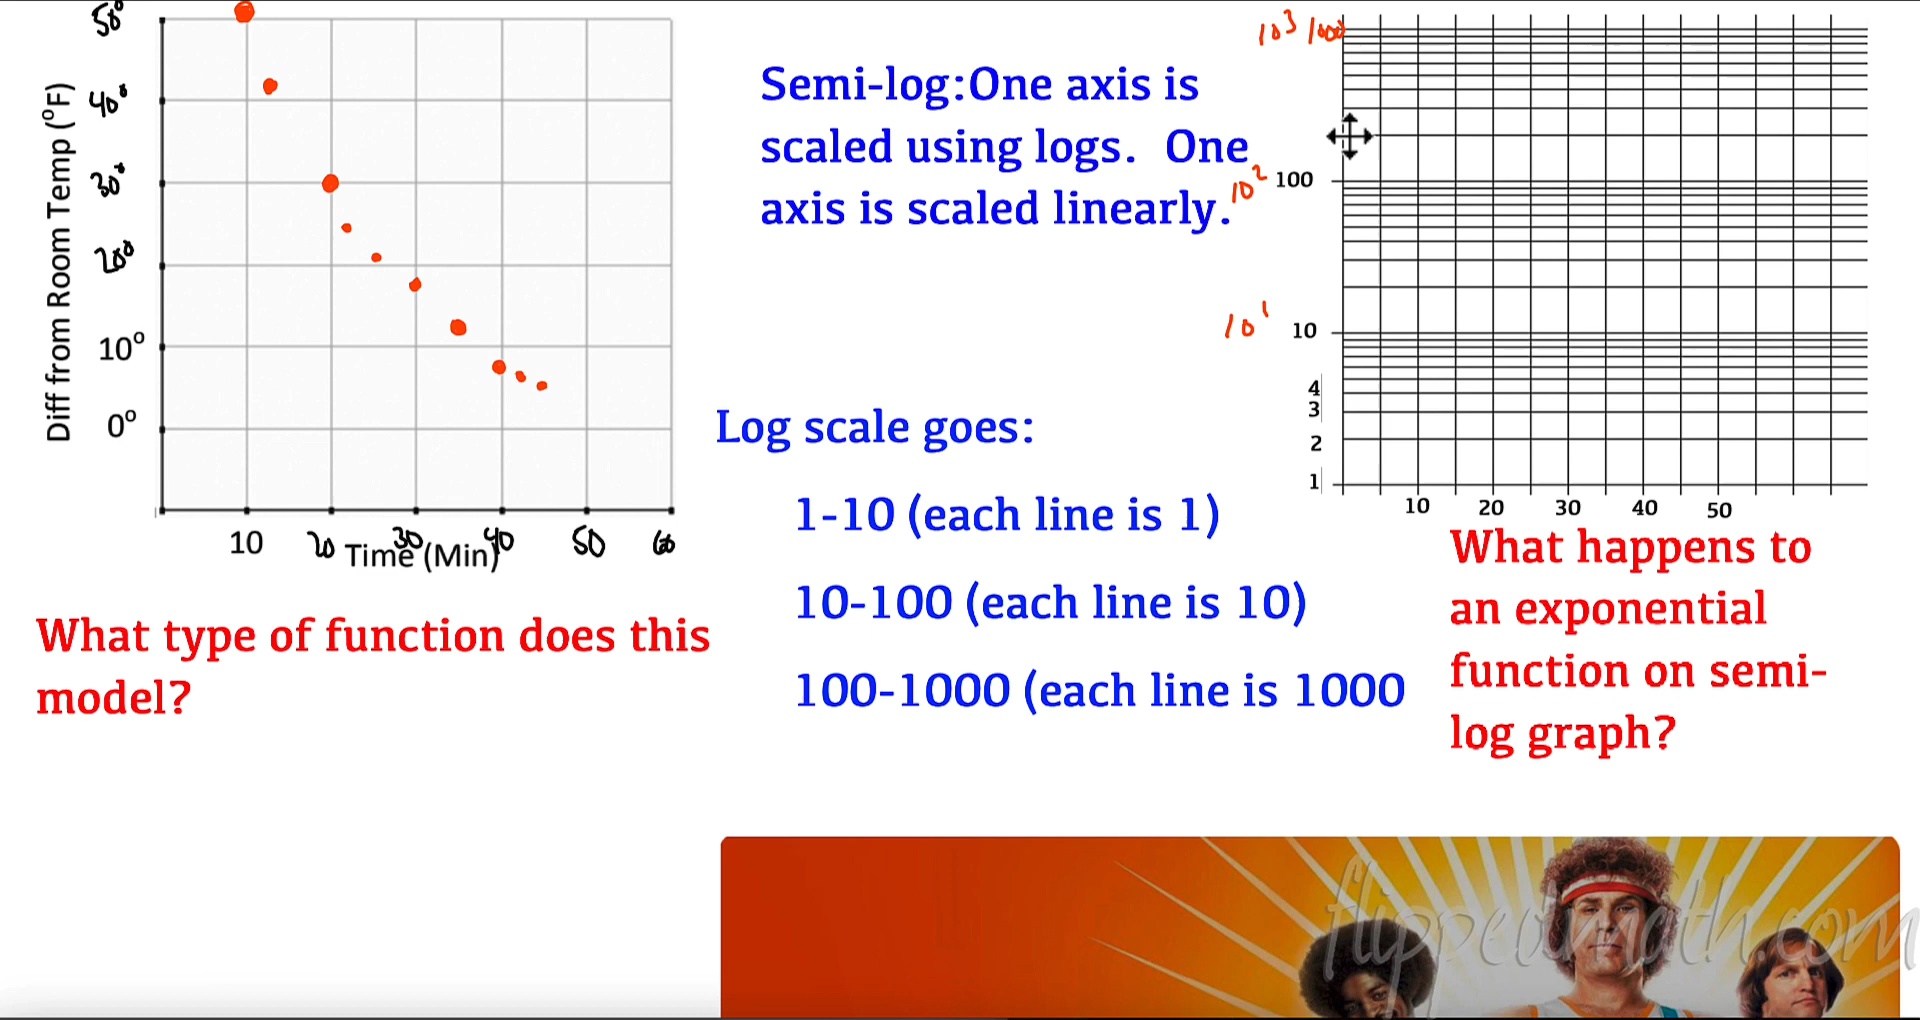 50°
40°
30°
20°
10°
0°
Diff from Room Temp (°F)
10 20 30 40 50 60
Time (Min)
What type of function does this
model?
Semi-log:One axis is
scaled using logs. One
axis is scaled linearly.
Log scale goes:
1-10 (each line is 1)
10-100 (each line is 10)
100-1000 (each line is 1000
10³ 1000
10² 100
10¹ 10
4
3
2
1
10 20 30 40 50
What happens to
an exponential
function on semi-
log graph?
flippedmath.com